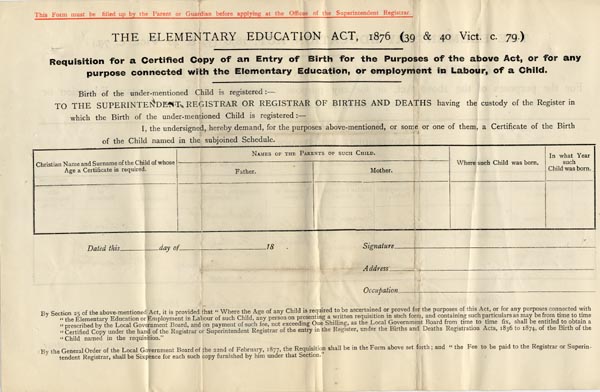 This Form must be filled up by the Parent or Guardian before applying at the Office of the Superintendent Registrar.
THE ELEMENTARY EDUCATION ACT, 1876 (39 & 40 Vict. c. 79.)
Requisition for a Certified Copy of an Entry of Birth for the Purposes of the above Act, or for any
purpose connected with the Elementary Education, or employment in Labour, of a Child.
Birth of the under-mentioned Child is registered:—
TO THE SUPERINTENDENT REGISTRAR OR REGISTRAR OF BIRTHS AND DEATHS having the custody of the Register in
which the Birth of the under-mentioned Child is registered:—
I, the undersigned, hereby demand, for the purposes above-mentioned, or some or one of them, a Certificate of the Birth
of the Child named in the subjoined Schedule.
Christian Name and Surname of the Child of whose
Age a Certificate is required.
NAMES OF THE PARENTS OF SUCH CHILD.
Father.
Mother.
Where such Child was born.
In what Year
such
Child was born.
Dated this day of 18
Signature
Address
Occupation
By Section 25 of the above-mentioned Act, it is provided that "Where the Age of any Child is required to be ascertained or proved for the purposes of this Act, or for any purposes connected with
"the Elementary Education or Employment in Labour of such Child, any person on presenting a written requisition in such form, and containing such particulars as may be from time to time
"prescribed by the Local Government Board, and on payment of such fee, not exceeding One Shilling, as the Local Government Board from time to time fix, shall be entitled to obtain a
"Certified Copy under the hand of the Registrar or Superintendent Registrar of the entry in the Register, under the Births and Deaths Registration Acts, 1836 to 1874, of the Birth of the
"Child named in the requisition."
By the General Order of the Local Government Board of the 22nd of February, 1877, the Requisition shall be in the Form above set forth; and "the Fee to be paid to the Registrar or Superin-
tendent Registrar, shall be Sixpence for each such copy furnished by him under that Section."